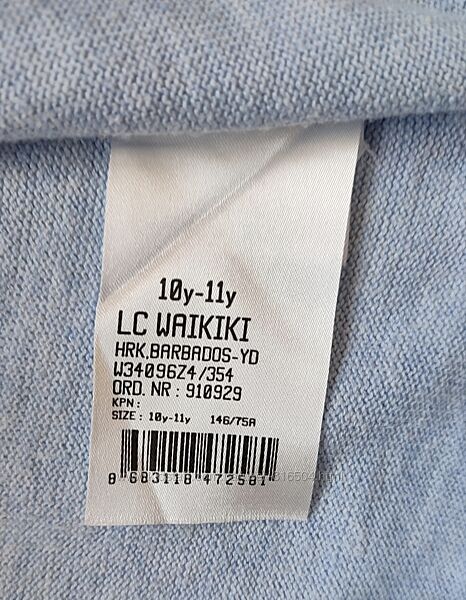 10y-11y
LC WAIKIKI
HRK.BARBADOS-YD
W34096Z4/354
ORD. NR : 910929
KPN :
SIZE : 10y-11y 146/75A
8 683118 472581